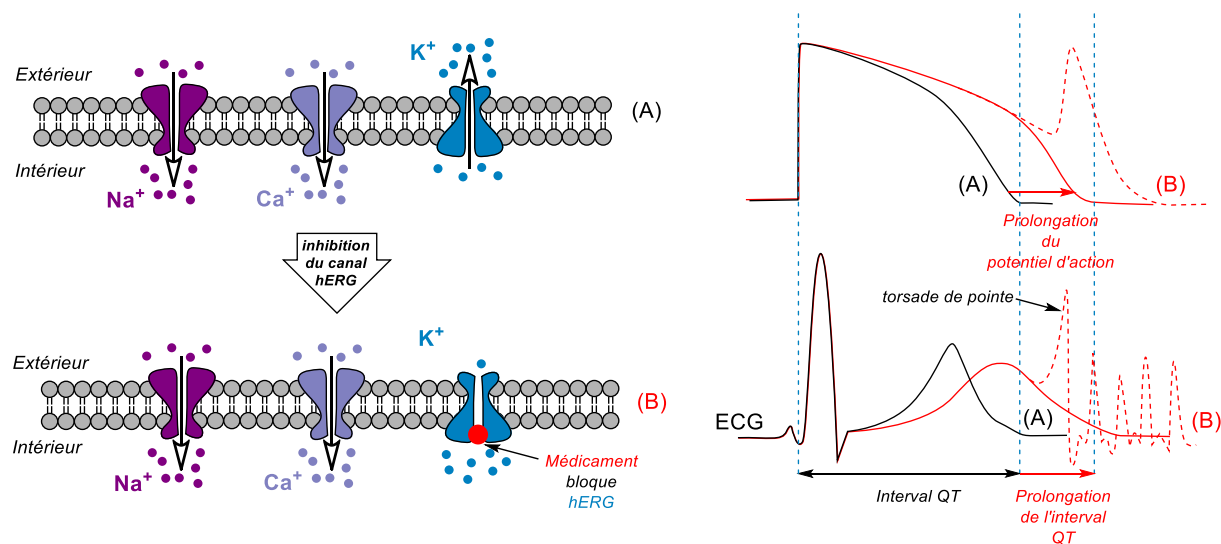 K+
Extérieur
(A)
Intérieur
Na+
Ca+
inhibition
du canal
hERG
K+
Extérieur
(B)
Intérieur
Na+
Ca+
Médicament
bloque
hERG
(A)
(B)
Prolongation
du
potentiel d'action
torsade de pointe
ECG
(A)
(B)
Interval QT
Prolongation
de l'interval
QT